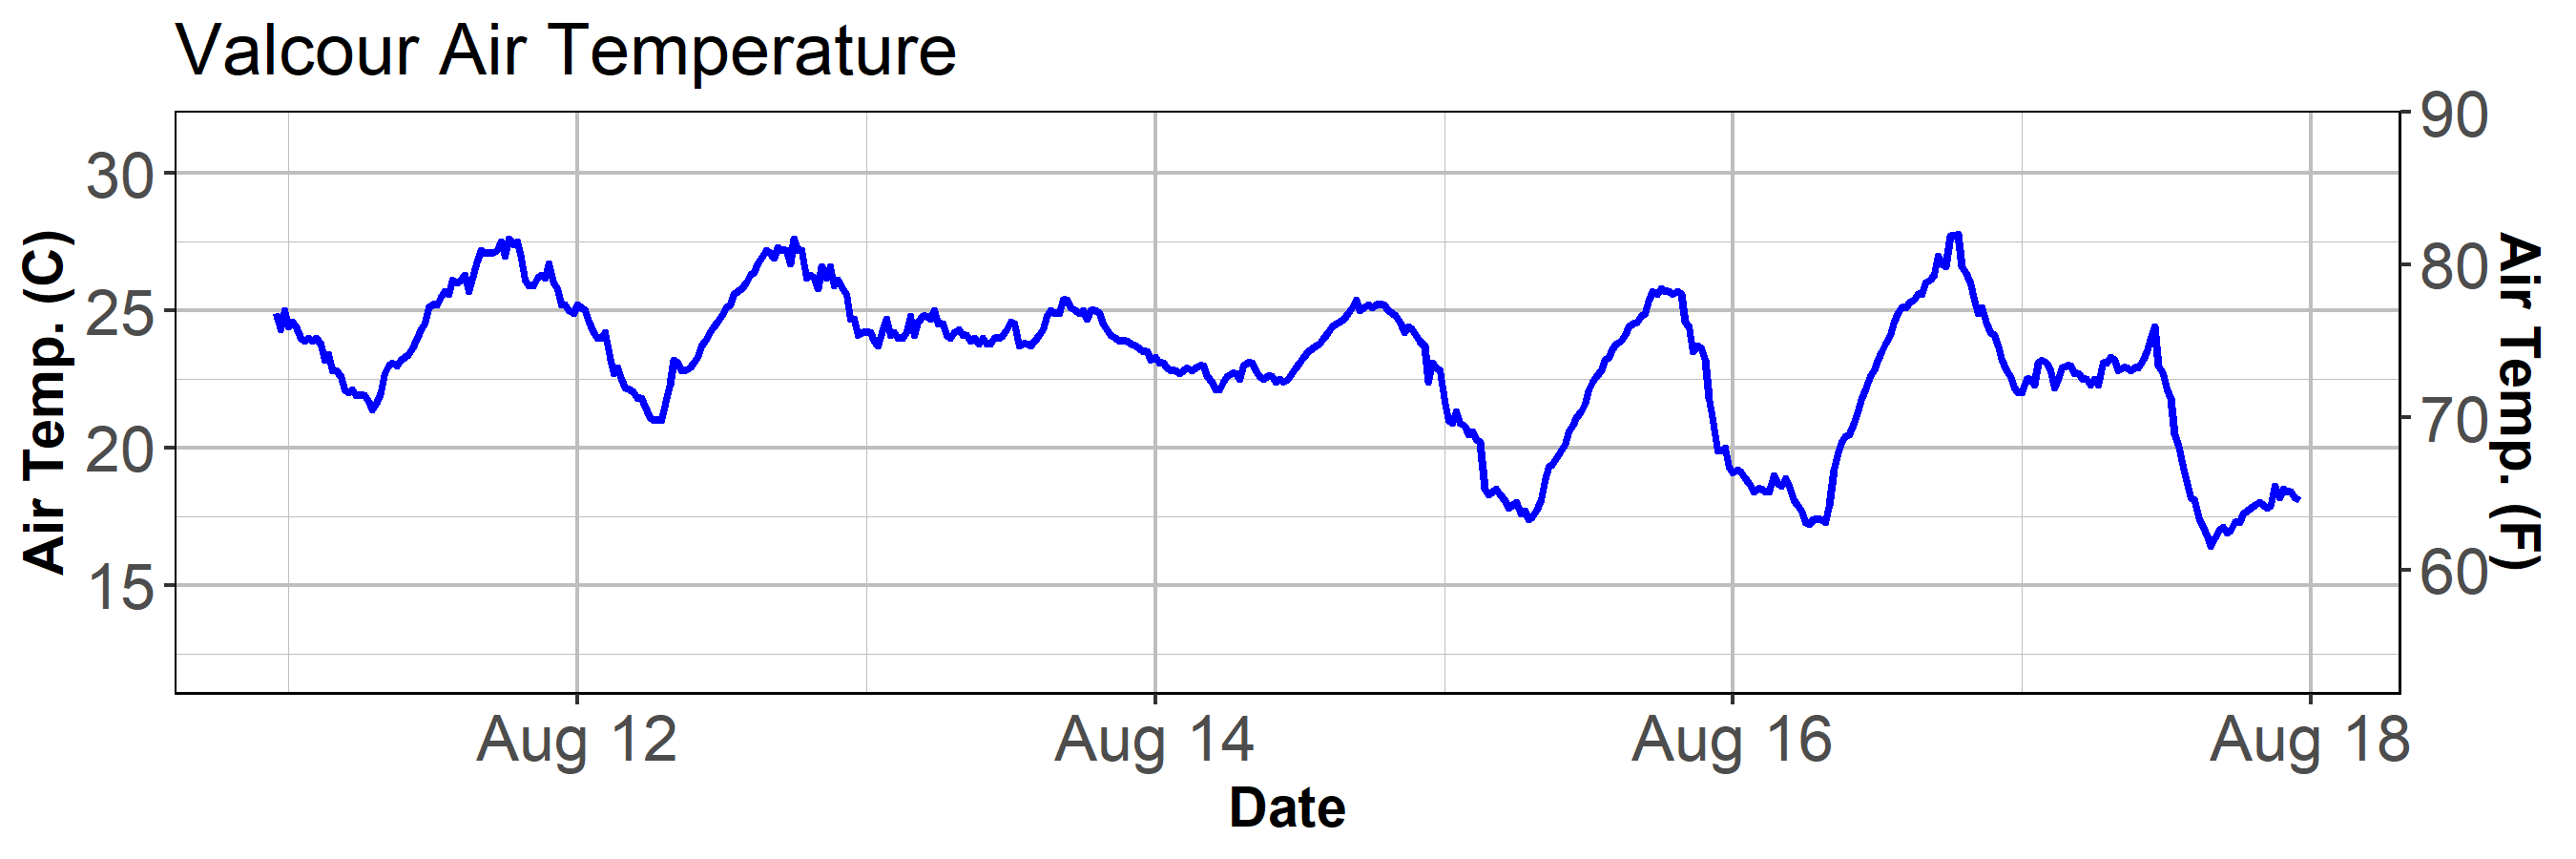 Valcour Air Temperature
Air Temp. (C)
30
25
20
15
90
80
70
60
Air Temp. (F)
Aug 12
Aug 14
Aug 16
Aug 18
Date